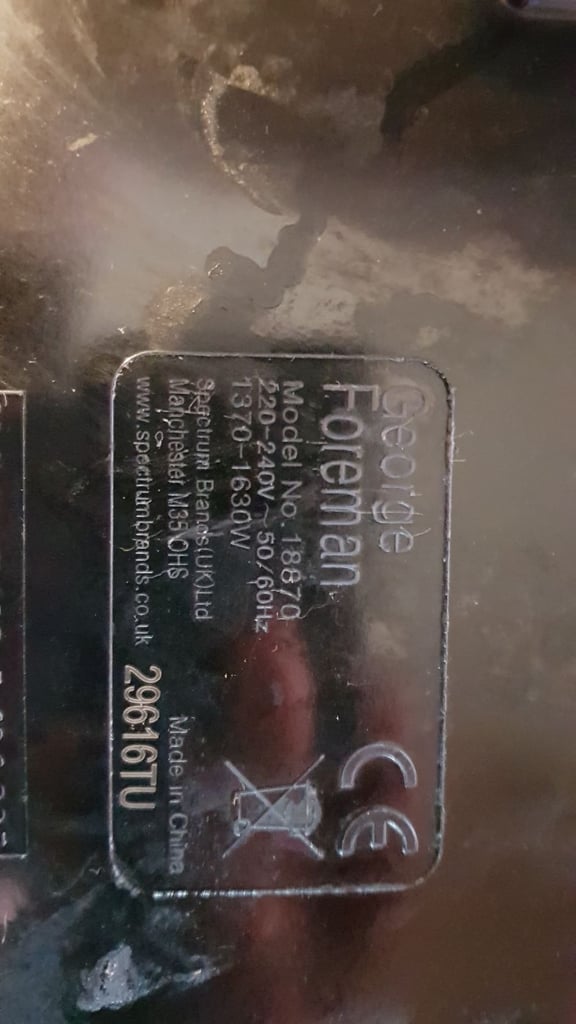 George
Foreman
Model No. 18870
220-240V ~ 50/60Hz
1370-1630W
Spectrum Brands (UK) Ltd
Manchester M35 0HS
www.spectrumbrands.co.uk
Made in China
29616TU
CE